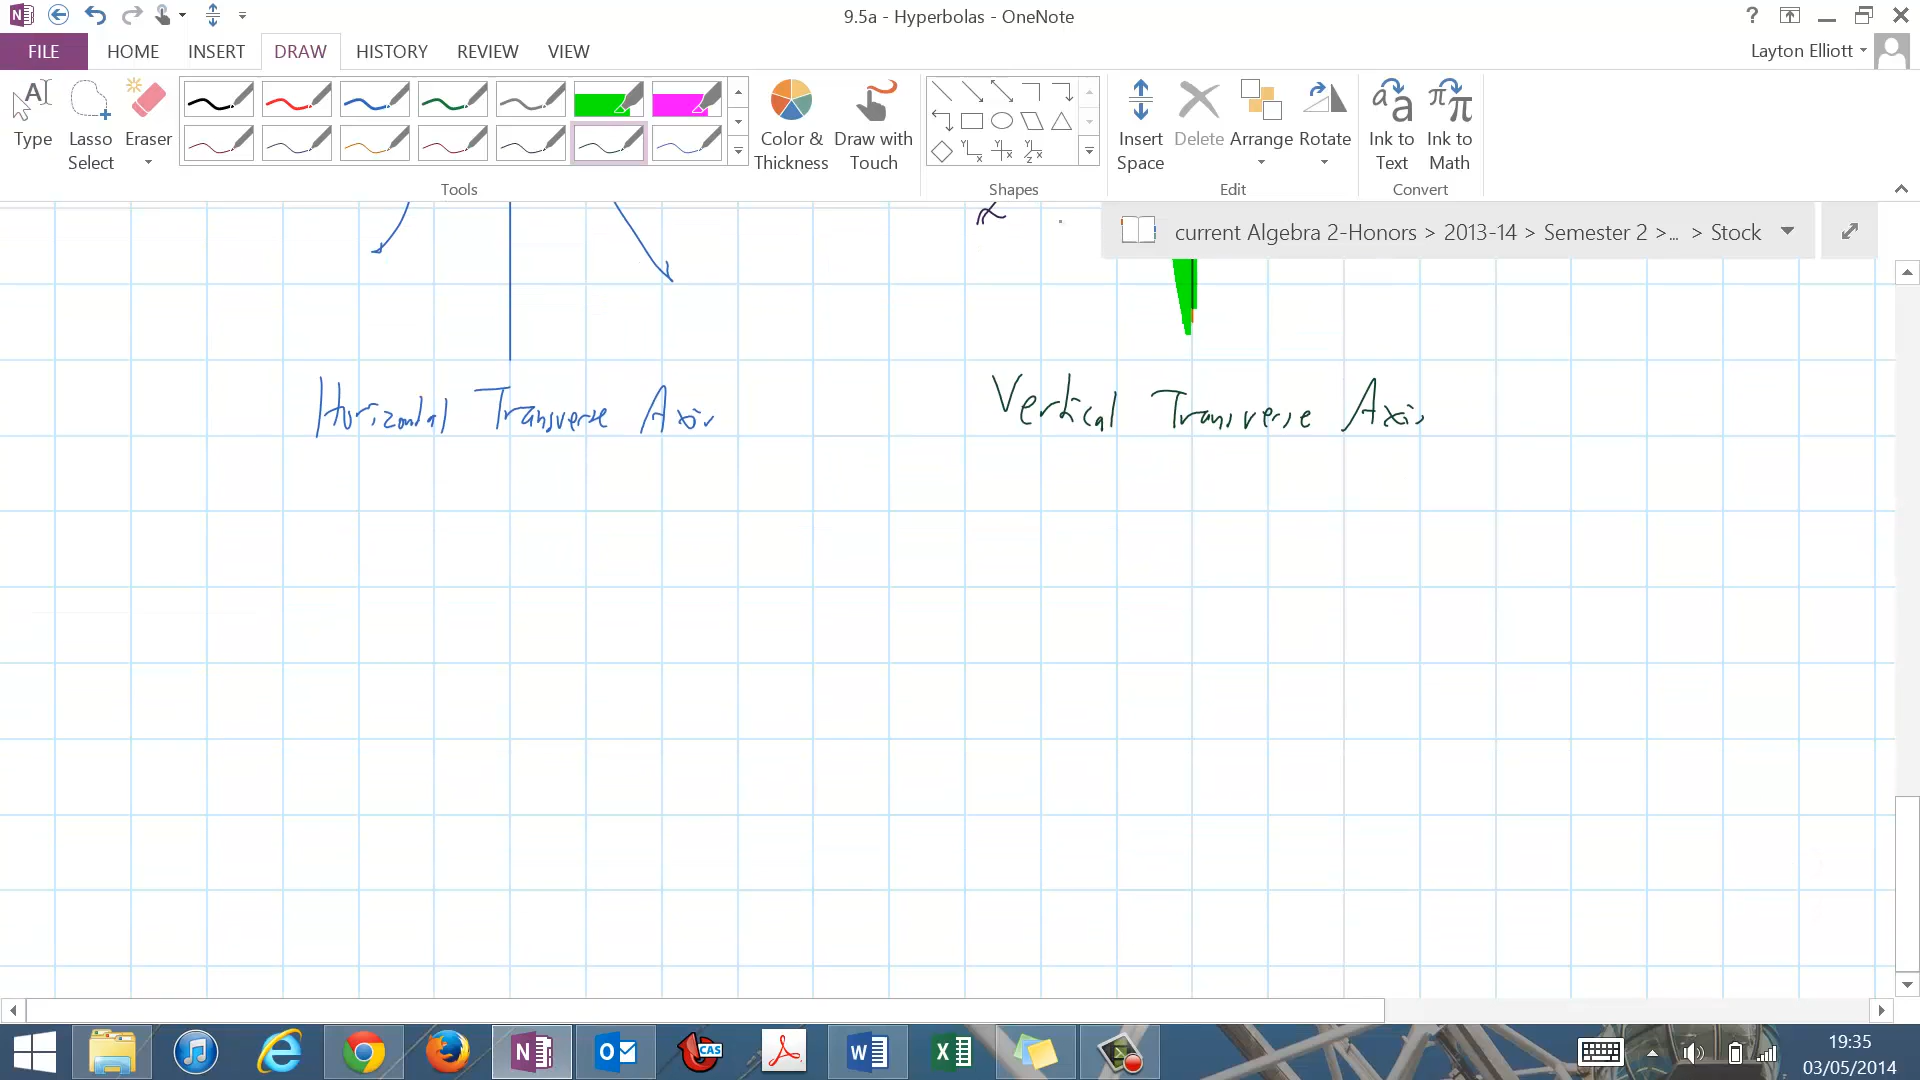 9.5a - Hyperbolas - OneNote
?
FILE HOME INSERT DRAW HISTORY REVIEW VIEW
Layton Elliott
Type
Lasso Select
Eraser
Color & Thickness
Draw with Touch
Insert Space
Delete
Arrange
Rotate
Ink to Text
Ink to Math
Tools
Shapes
Edit
Convert
current Algebra 2-Honors > 2013-14 > Semester 2 >... > Stock
Horizontal Transverse Axis
Vertical Transverse Axis
CAS
19:35
03/05/2014